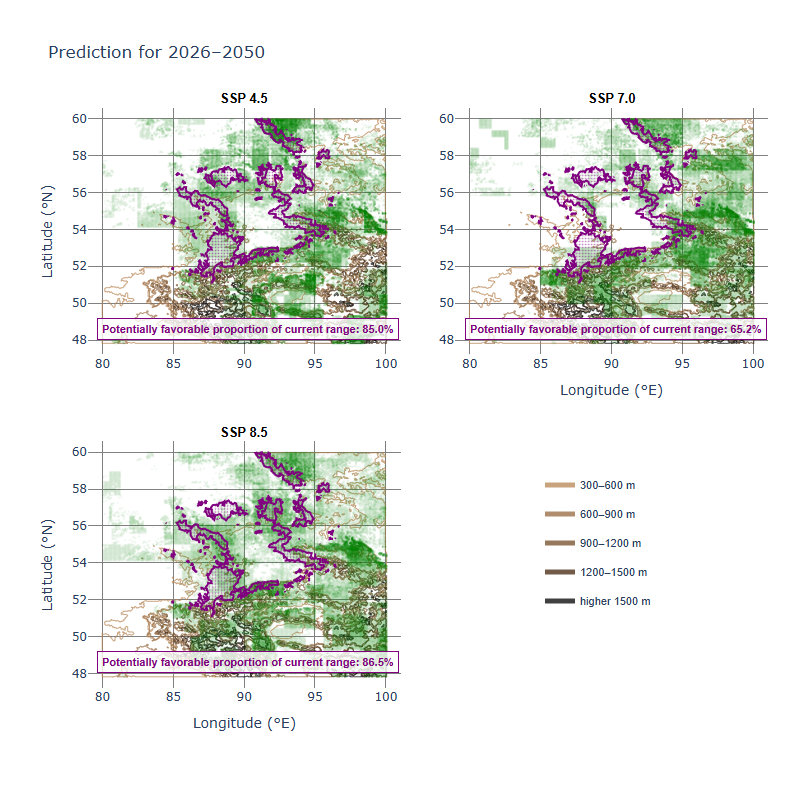 Prediction for 2026–2050
SSP 4.5
SSP 7.0
60
58
56
54
52
50
48
Latitude (°N)
60
58
56
54
52
50
48
Potentially favorable proportion of current range: 85.0%
Potentially favorable proportion of current range: 65.2%
80
85
90
95
100
80
85
90
95
100
Longitude (°E)
SSP 8.5
60
58
56
54
52
50
48
Latitude (°N)
Potentially favorable proportion of current range: 86.5%
80
85
90
95
100
Longitude (°E)
300–600 m
600–900 m
900–1200 m
1200–1500 m
higher 1500 m